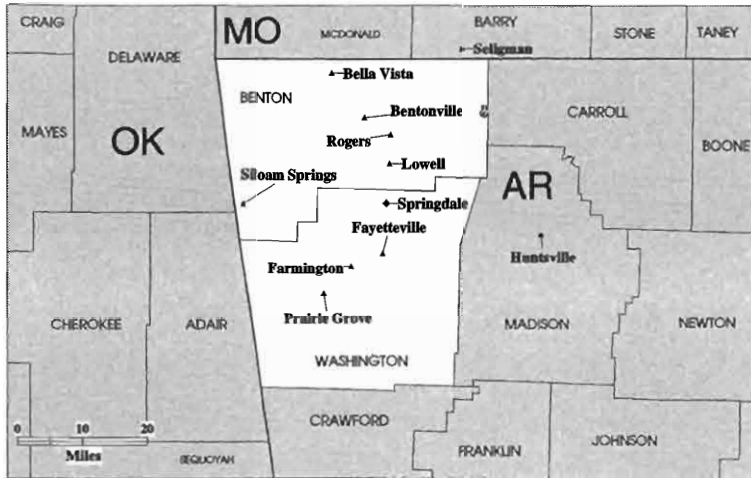 CRAIG
MO
MCDONALD
BARRY
STONE
TANEY
Seligman
DELAWARE
Bella Vista
BENTON
Bentonville
CARROLL
MAYES
OK
Rogers
BOONE
Lowell
Siloam Springs
AR
Springdale
Fayetteville
Huntsville
Farmington
Prairie Grove
CHEROKEE
ADAIR
MADISON
NEWTON
WASHINGTON
CRAWFORD
0 10 20
Miles
SEQUOYAH
FRANKLIN
JOHNSON